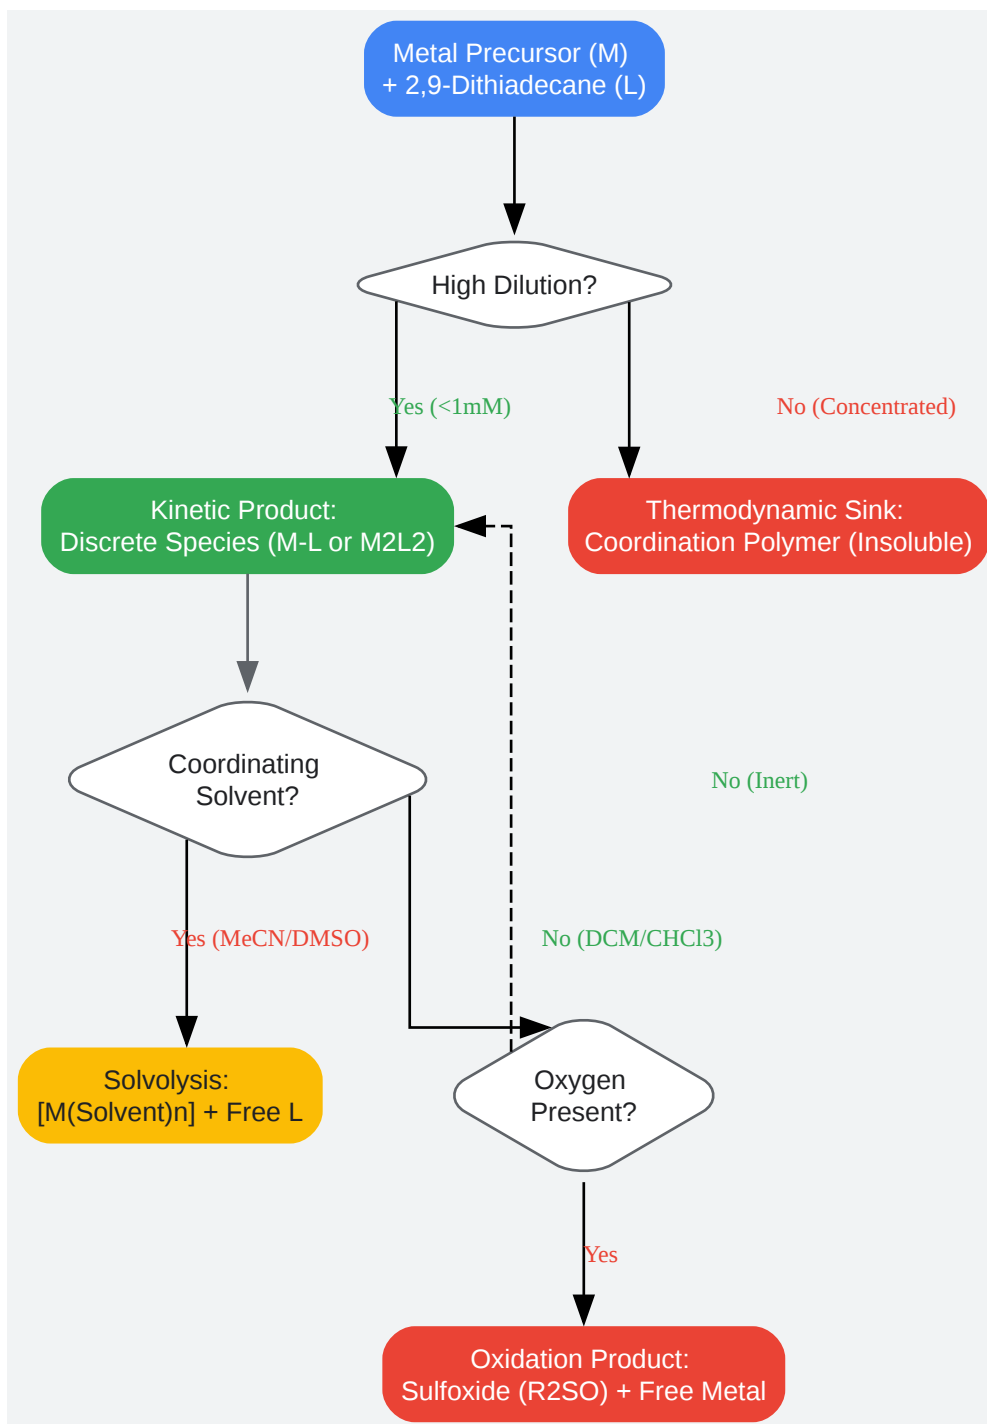 Metal Precursor (M)
+ 2,9-Dithiadecane (L)
High Dilution?
Yes (<1mM)
No (Concentrated)
Kinetic Product:
Discrete Species (M-L or M2L2)
Thermodynamic Sink:
Coordination Polymer (Insoluble)
Coordinating
Solvent?
No (Inert)
Yes (MeCN/DMSO)
No (DCM/CHCl3)
Solvolysis:
[M(Solvent)n] + Free L
Oxygen
Present?
Yes
Oxidation Product:
Sulfoxide (R2SO) + Free Metal